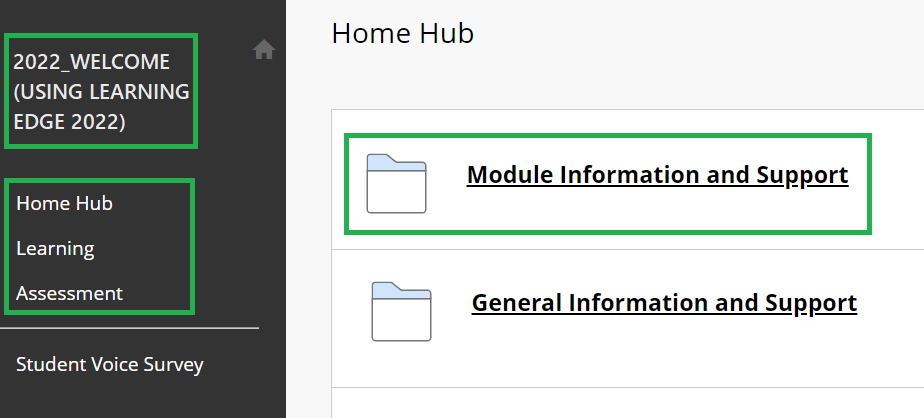 2022_WELCOME
(USING LEARNING
EDGE 2022)
Home Hub
Learning
Assessment
Student Voice Survey
Home Hub
Module Information and Support
General Information and Support